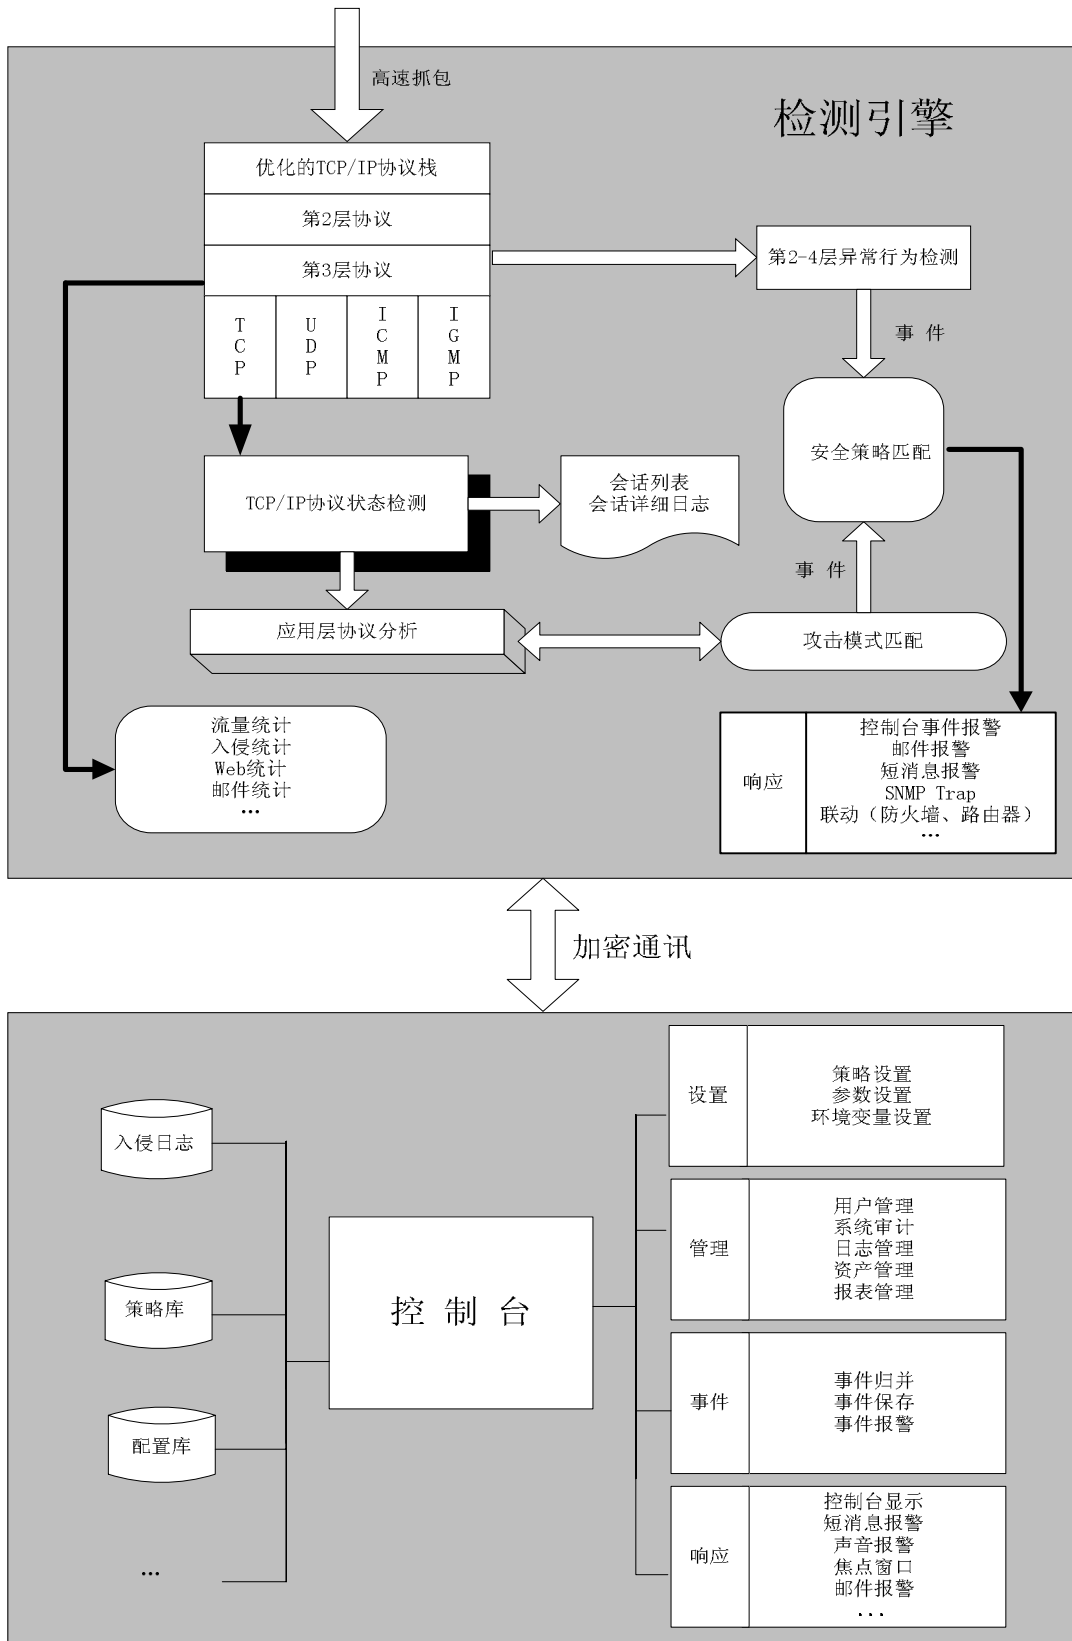 高速抓包
检测引擎
优化的TCP/IP协议栈
第2层协议
第3层协议
TCP
UDP
ICMP
IGMP
第2-4层异常行为检测
事 件
安全策略匹配
TCP/IP协议状态检测
会话列表
会话详细日志
事 件
应用层协议分析
攻击模式匹配
流量统计
入侵统计
Web统计
邮件统计
...
响应
控制台事件报警
邮件报警
短消息报警
SNMP Trap
联动（防火墙、路由器）
...
加密通讯
入侵日志
策略库
配置库
...
控 制 台
设置
策略设置
参数设置
环境变量设置
管理
用户管理
系统审计
日志管理
资产管理
报表管理
事件
事件归并
事件保存
事件报警
响应
控制台显示
短消息报警
声音报警
焦点窗口
邮件报警
...